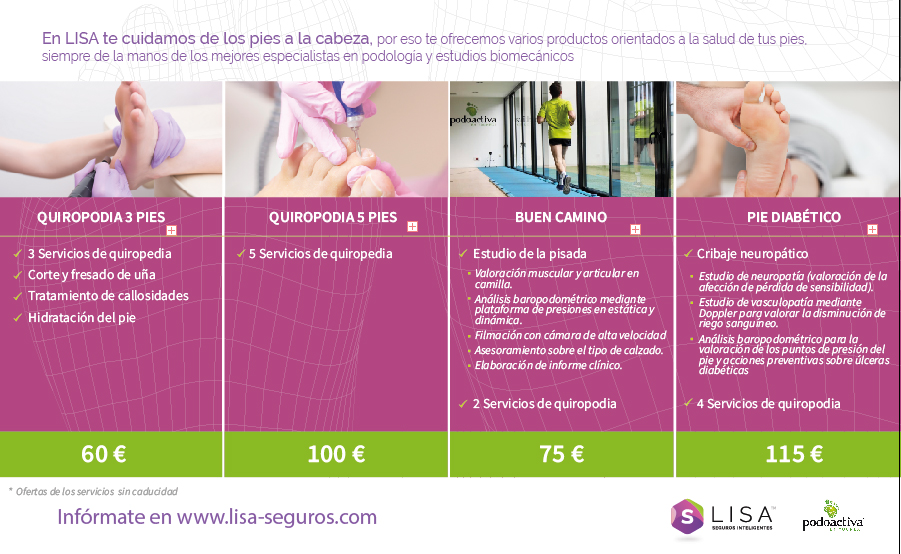 En LISA te cuidamos de los pies a la cabeza, por eso te ofrecemos varios productos orientados a la salud de tus pies,
siempre de la manos de los mejores especialistas en podología y estudios biomecánicos
podoactiva
QUIROPODIA 3 PIES
3 Servicios de quiropedia
Corte y fresado de uña
Tratamiento de callosidades
Hidratación del pie
60 €
QUIROPODIA 5 PIES
5 Servicios de quiropedia
100 €
BUEN CAMINO
Estudio de la pisada
Valoración muscular y articular en
camilla.
Análisis baropodométrico mediante
plataforma de presiones en estática y
dinámica.
Filmación con cámara de alta velocidad
Asesoramiento sobre el tipo de calzado.
Elaboración de informe clínico.
2 Servicios de quiropodia
75 €
PIE DIABÉTICO
Cribaje neuropático
Estudio de neuropatía (valoración de la
afección de pérdida de sensibilidad).
Estudio de vasculopatía mediante
Doppler para valorar la disminución de
riego sanguíneo.
Análisis baropodométrico para la
valoración de los puntos de presión del
pie y acciones preventivas sobre úlceras
diabéticas
4 Servicios de quiropodia
115 €
* Ofertas de los servicios sin caducidad
Infórmate en www.lisa-seguros.com
S LISA™
SEGUROS INTELIGENTES
podoactiva